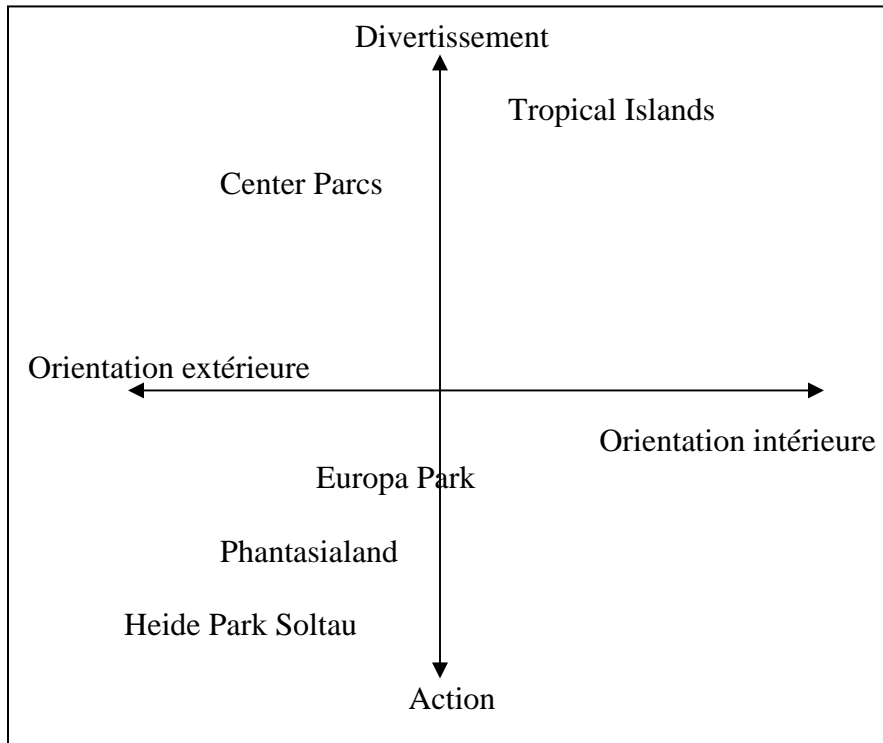 Divertissement
Tropical Islands
Center Parcs
Orientation extérieure
Orientation intérieure
Europa Park
Phantasialand
Heide Park Soltau
Action